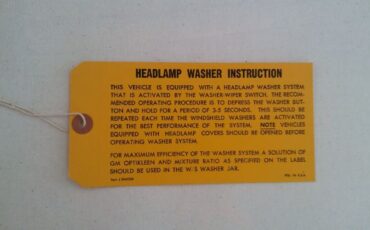 HEADLAMP WASHER INSTRUCTION
THIS VEHICLE IS EQUIPPED WITH A HEADLAMP WASHER SYSTEM
THAT IS ACTIVATED BY THE WASHER-WIPER SWITCH. THE RECOM-
MENDED OPERATING PROCEDURE IS TO DEPRESS THE WASHER BUT-
TON AND HOLD FOR A PERIOD OF 3-5 SECONDS. THIS SHOULD BE
REPEATED EACH TIME THE WINDSHIELD WASHERS ARE ACTIVATED
FOR THE BEST PERFORMANCE OF THE SYSTEM. NOTE VEHICLES
EQUIPPED WITH HEADLAMP COVERS SHOULD BE OPENED BEFORE
OPERATING WASHER SYSTEM.
FOR MAXIMUM EFFICIENCY OF THE WASHER SYSTEM A SOLUTION OF
GM OPTIKLEEN AND MIXTURE RATIO AS SPECIFIED ON THE LABEL
SHOULD BE USED IN THE W/S WASHER JAR.
IN U.S.A.